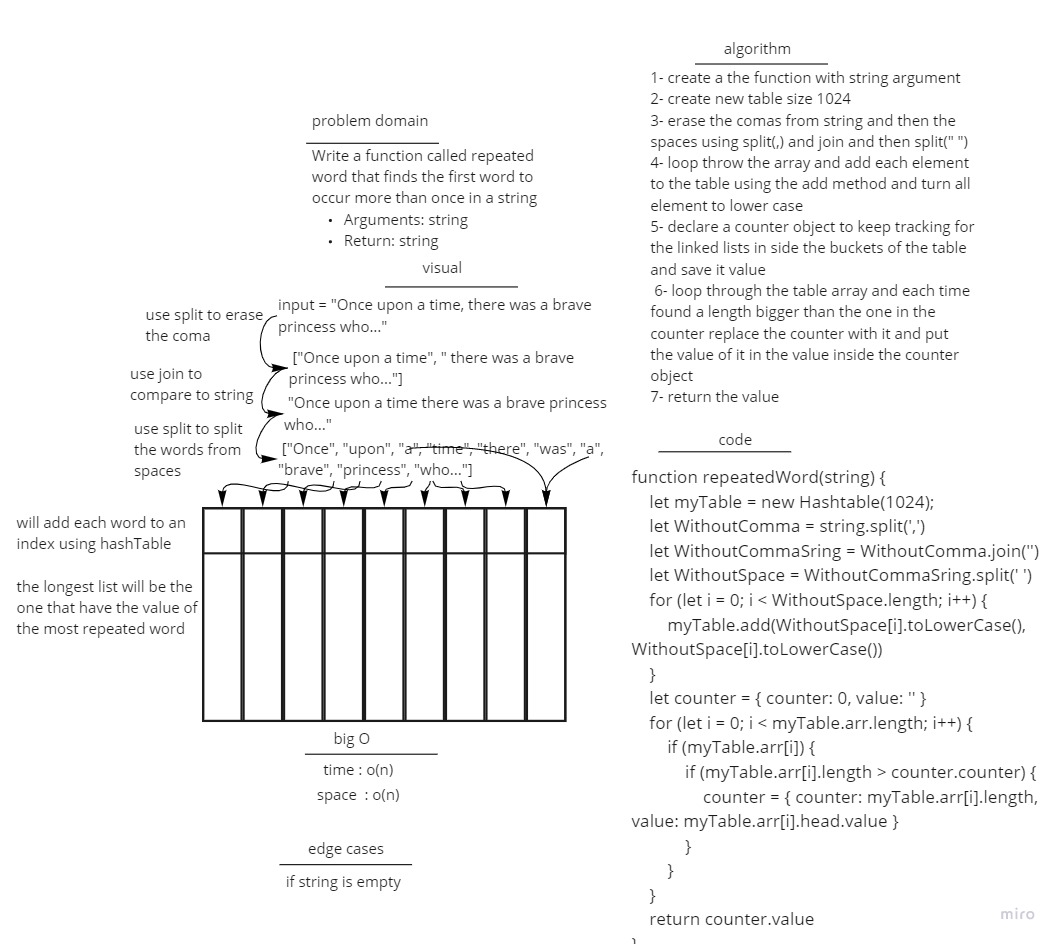 problem domain
Write a function called repeated
word that finds the first word to
occur more than once in a string
• Arguments: string
• Return: string
visual
input = "Once upon a time, there was a brave
princess who..."
use split to erase
the coma
["Once upon a time", " there was a brave
princess who..."]
use join to
compare to string
"Once upon a time there was a brave princess
who..."
use split to split
the words from
spaces
["Once", "upon", "a", "time", "there", "was", "a",
"brave", "princess", "who..."]
will add each word to an
index using hashTable
the longest list will be the
one that have the value of
the most repeated word
big O
time : o(n)
space : o(n)
edge cases
if string is empty
algorithm
1- create a the function with string argument
2- create new table size 1024
3- erase the comas from string and then the
spaces using split(,) and join and then split(" ")
4- loop throw the array and add each element
to the table using the add method and turn all
element to lower case
5- declare a counter object to keep tracking for
the linked lists in side the buckets of the table
and save it value
6- loop through the table array and each time
found a length bigger than the one in the
counter replace the counter with it and put
the value of it in the value inside the counter
object
7- return the value
code
function repeatedWord(string) {
let myTable = new Hashtable(1024);
let WithoutComma = string.split(',')
let WithoutCommaSring = WithoutComma.join('')
let WithoutSpace = WithoutCommaSring.split(' ')
for (let i = 0; i < WithoutSpace.length; i++) {
myTable.add(WithoutSpace[i].toLowerCase(),
WithoutSpace[i].toLowerCase())
}
let counter = { counter: 0, value: '' }
for (let i = 0; i < myTable.arr.length; i++) {
if (myTable.arr[i]) {
if (myTable.arr[i].length > counter.counter) {
counter = { counter: myTable.arr[i].length,
value: myTable.arr[i].head.value }
}
}
}
return counter.value
}
miro